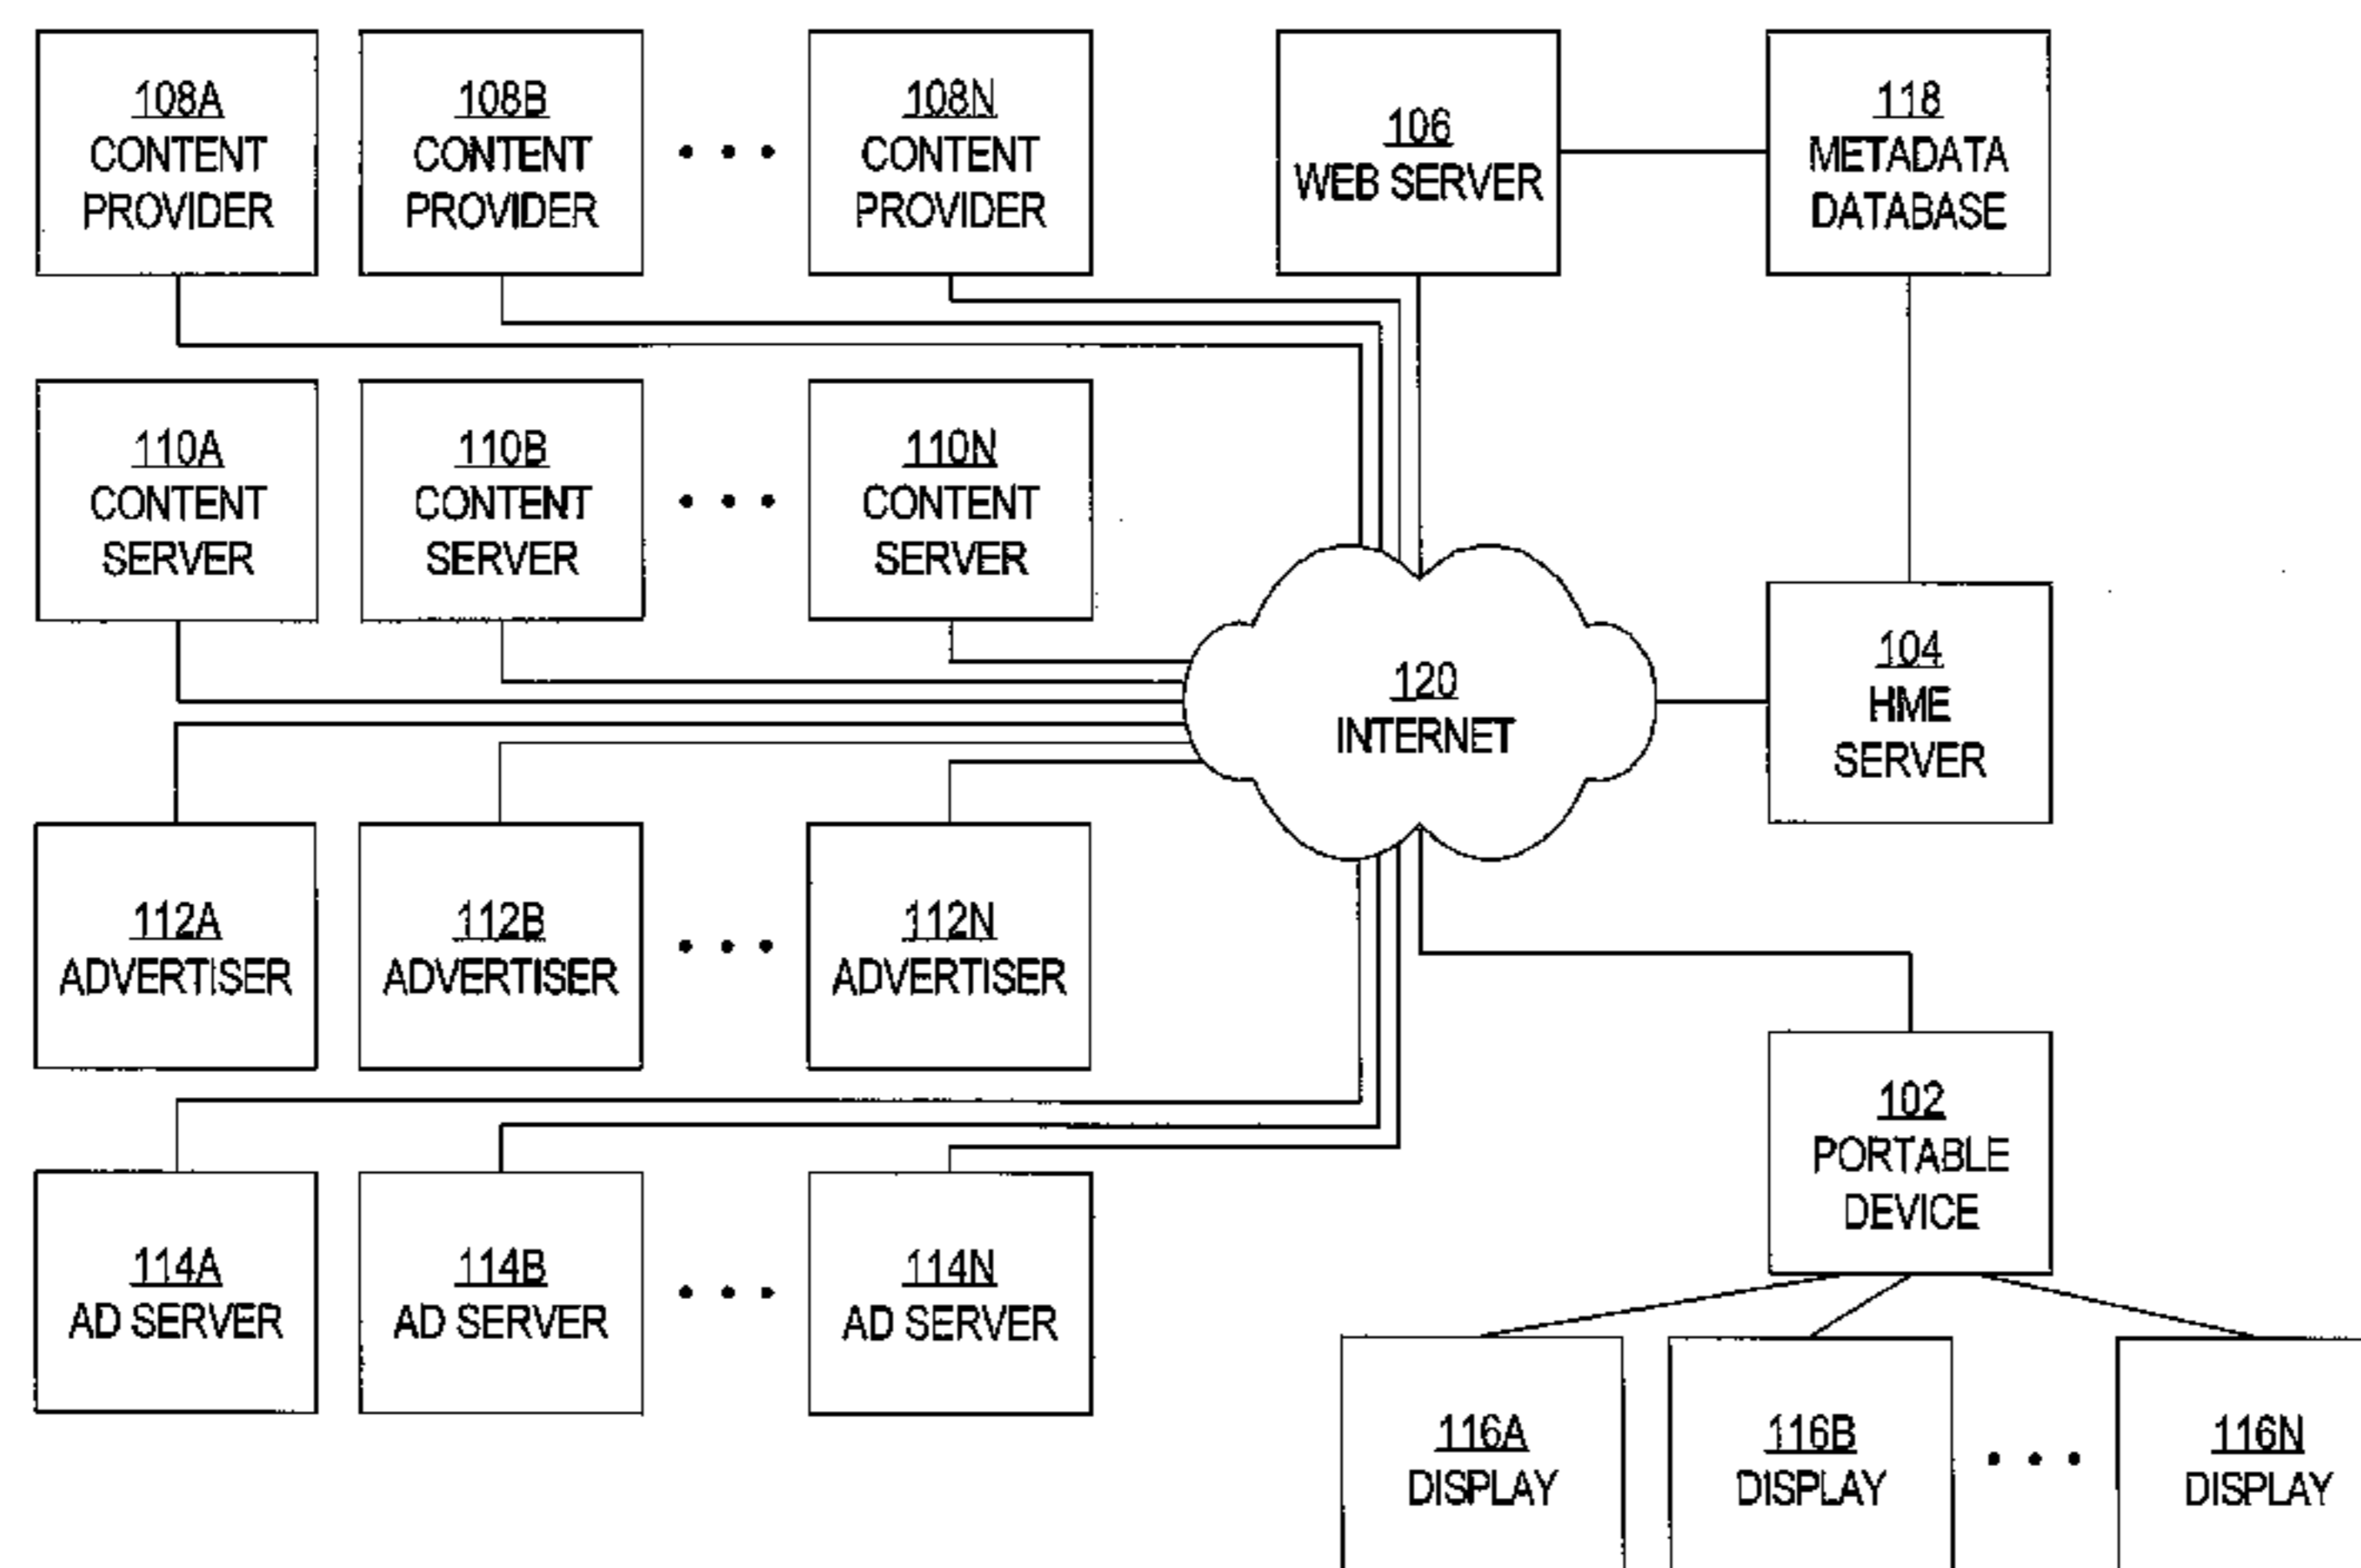 108A
CONTENT
PROVIDER
108B
CONTENT
PROVIDER
108N
CONTENT
PROVIDER
106
WEB SERVER
118
METADATA
DATABASE
110A
CONTENT
SERVER
110B
CONTENT
SERVER
110N
CONTENT
SERVER
120
INTERNET
104
HME
SERVER
112A
ADVERTISER
112B
ADVERTISER
112N
ADVERTISER
102
PORTABLE
DEVICE
114A
AD SERVER
114B
AD SERVER
114N
AD SERVER
116A
DISPLAY
116B
DISPLAY
116N
DISPLAY